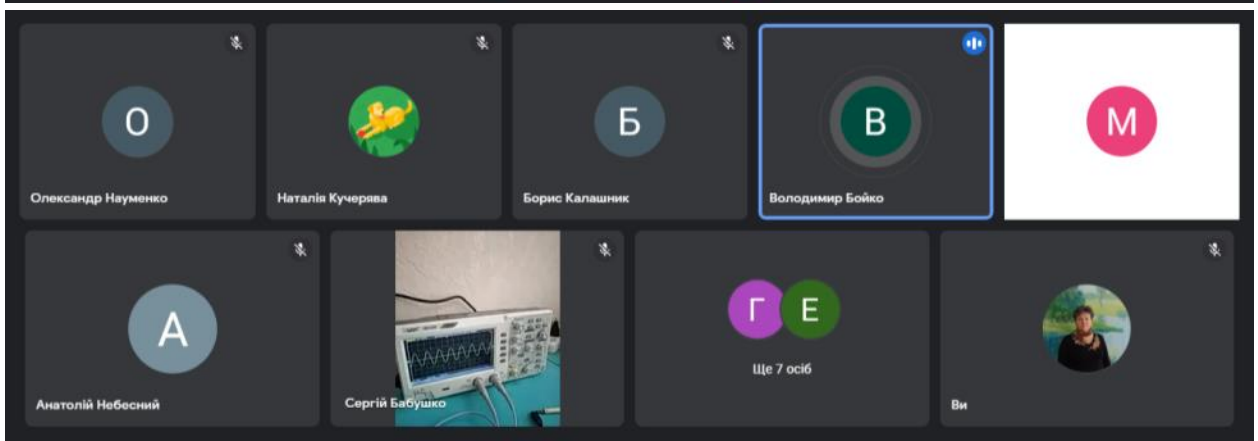 О
Б
В
М
Олександр Науменко
Наталія Кучерява
Борис Калашник
Володимир Бойко
А
Г Е
Ще 7 осіб
Анатолій Небесний
Сергій Бабушко
Ви